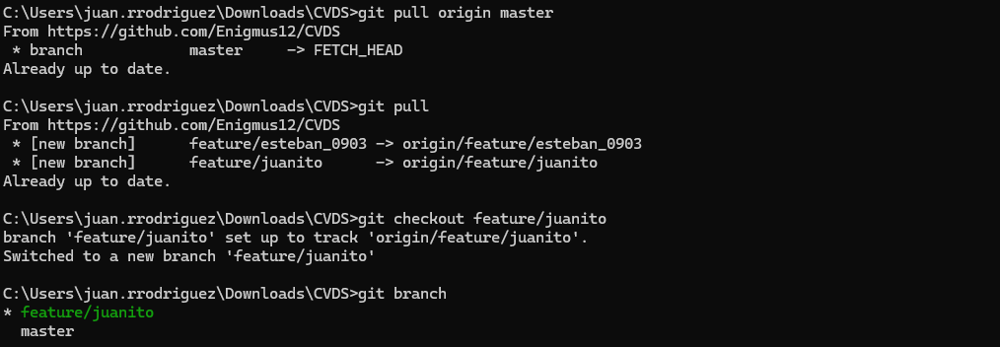 C:\Users\juan.rrodriguez\Downloads\CVDS>git pull origin master
From https://github.com/Enigmus12/CVDS
 * branch            master     -> FETCH_HEAD
Already up to date.

C:\Users\juan.rrodriguez\Downloads\CVDS>git pull
From https://github.com/Enigmus12/CVDS
 * [new branch]      feature/esteban_0903 -> origin/feature/esteban_0903
 * [new branch]      feature/juanito      -> origin/feature/juanito
Already up to date.

C:\Users\juan.rrodriguez\Downloads\CVDS>git checkout feature/juanito
branch 'feature/juanito' set up to track 'origin/feature/juanito'.
Switched to a new branch 'feature/juanito'

C:\Users\juan.rrodriguez\Downloads\CVDS>git branch
* feature/juanito
  master